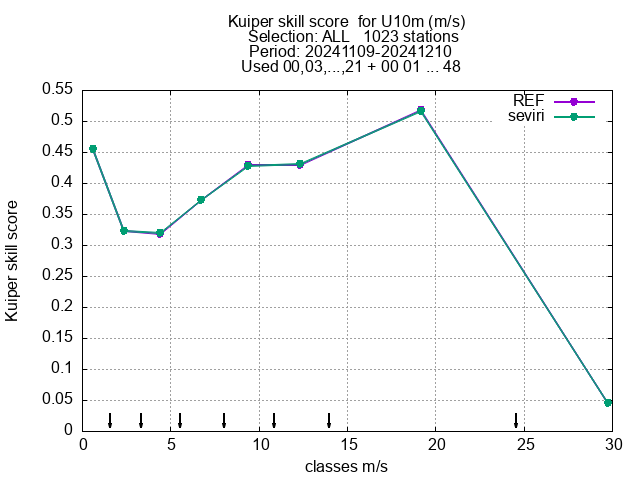 Kuiper skill score  for U10m (m/s)
Selection: ALL   1023 stations
Period: 20241109-20241210
Used 00,03,...,21 + 00 01 ... 48
REF
seviri
0.55
0.5
0.45
0.4
0.35
0.3
0.25
0.2
0.15
0.1
0.05
0
Kuiper skill score
0 5 10 15 20 25 30
classes m/s